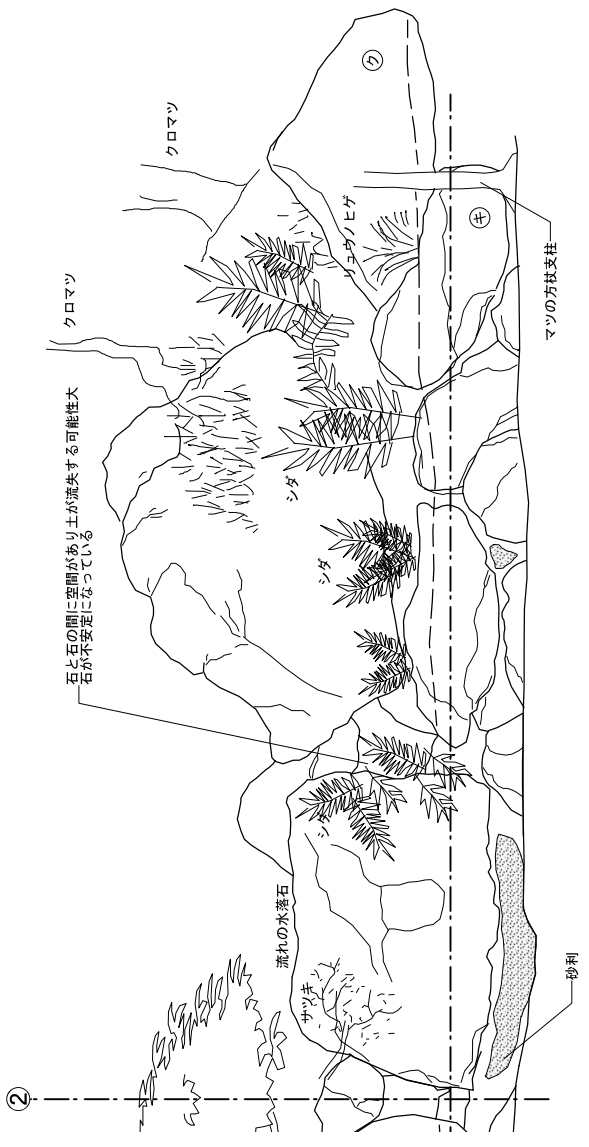 ②
石と石の間に空間があり土が流失する可能性大
石が不安定になっている
クロマツ
クロマツ
流れの水落石
サツキ
シダ
シダ
シダ
リュウノヒゲ
ク
キ
マツの方杖支柱
砂利